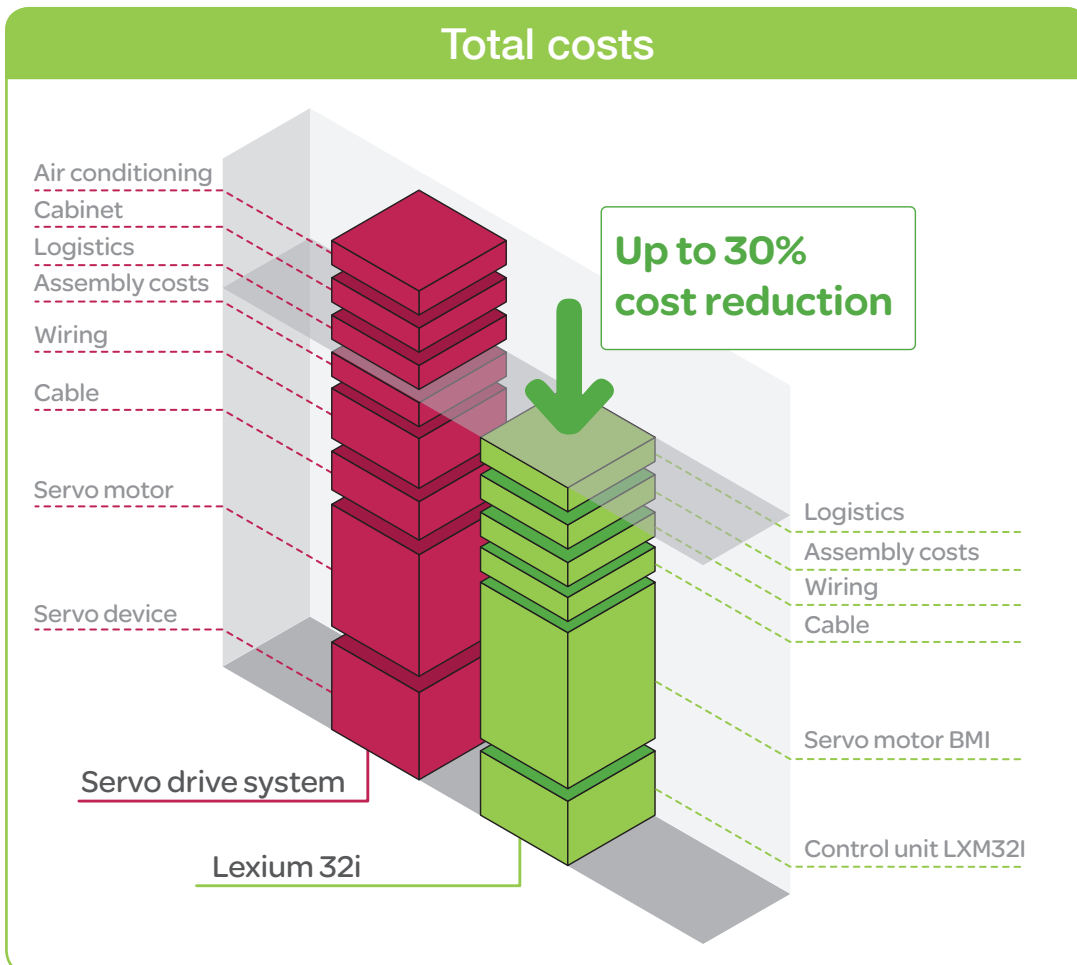 Total costs
Air conditioning
Cabinet
Logistics
Assembly costs
Wiring
Cable
Servo motor
Servo device
Servo drive system
Lexium 32i
Up to 30%
cost reduction
Logistics
Assembly costs
Wiring
Cable
Servo motor BMI
Control unit LXM32I